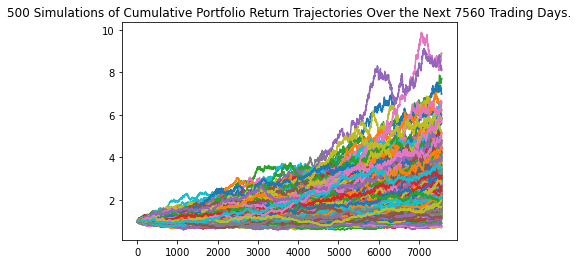 500 Simulations of Cumulative Portfolio Return Trajectories Over the Next 7560 Trading Days.
10
8
6
4
2
0 1000 2000 3000 4000 5000 6000 7000